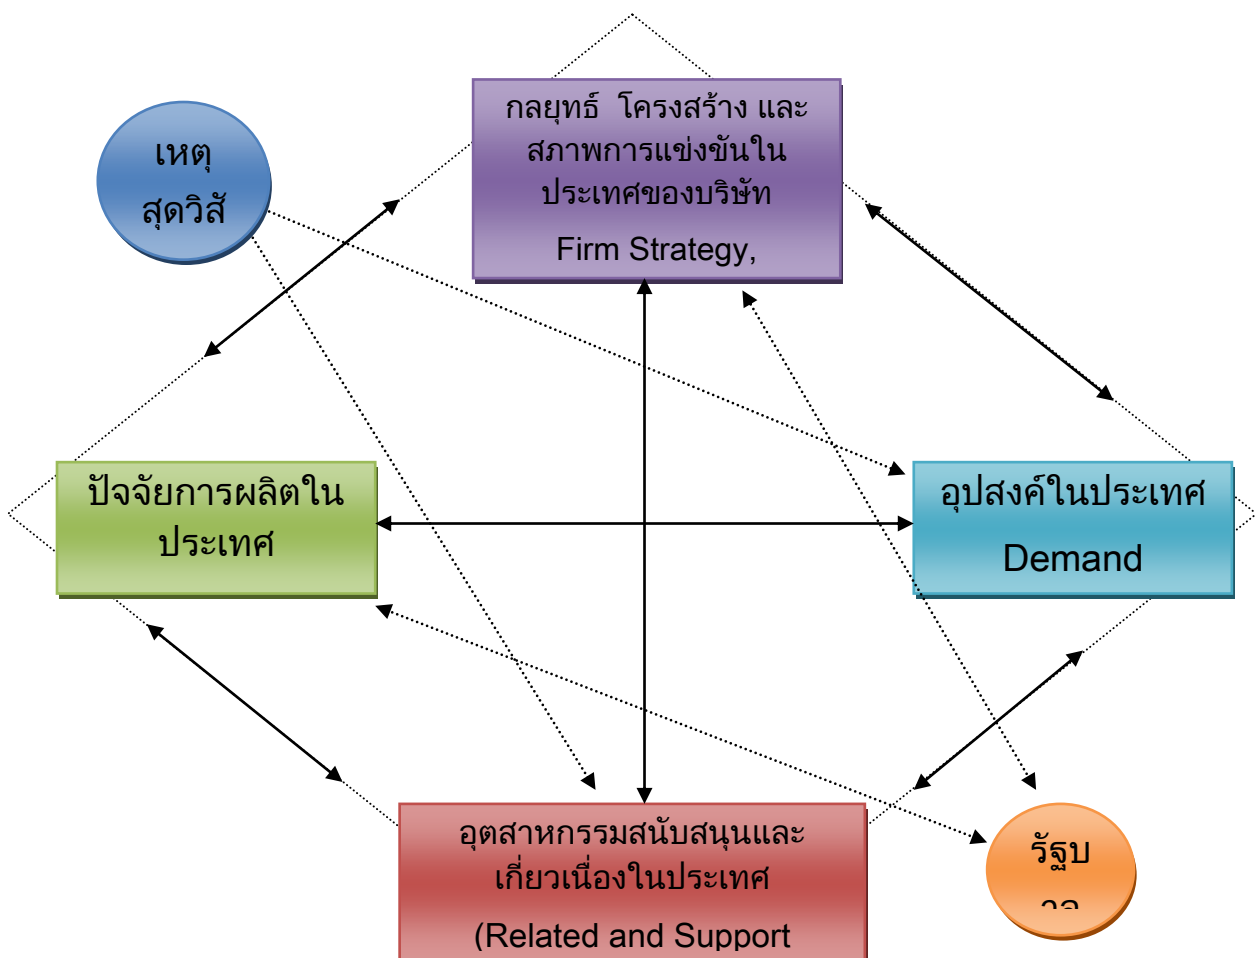 กลยุทธ์ โครงสร้าง และ
สภาพการแข่งขันใน
ประเทศของบริษัท
Firm Strategy,
เหตุ
สุดวิสั
ปัจจัยการผลิตใน
ประเทศ
อุปสงค์ในประเทศ
Demand
อุตสาหกรรมสนับสนุนและ
เกี่ยวเนื่องในประเทศ
(Related and Support
รัฐบ